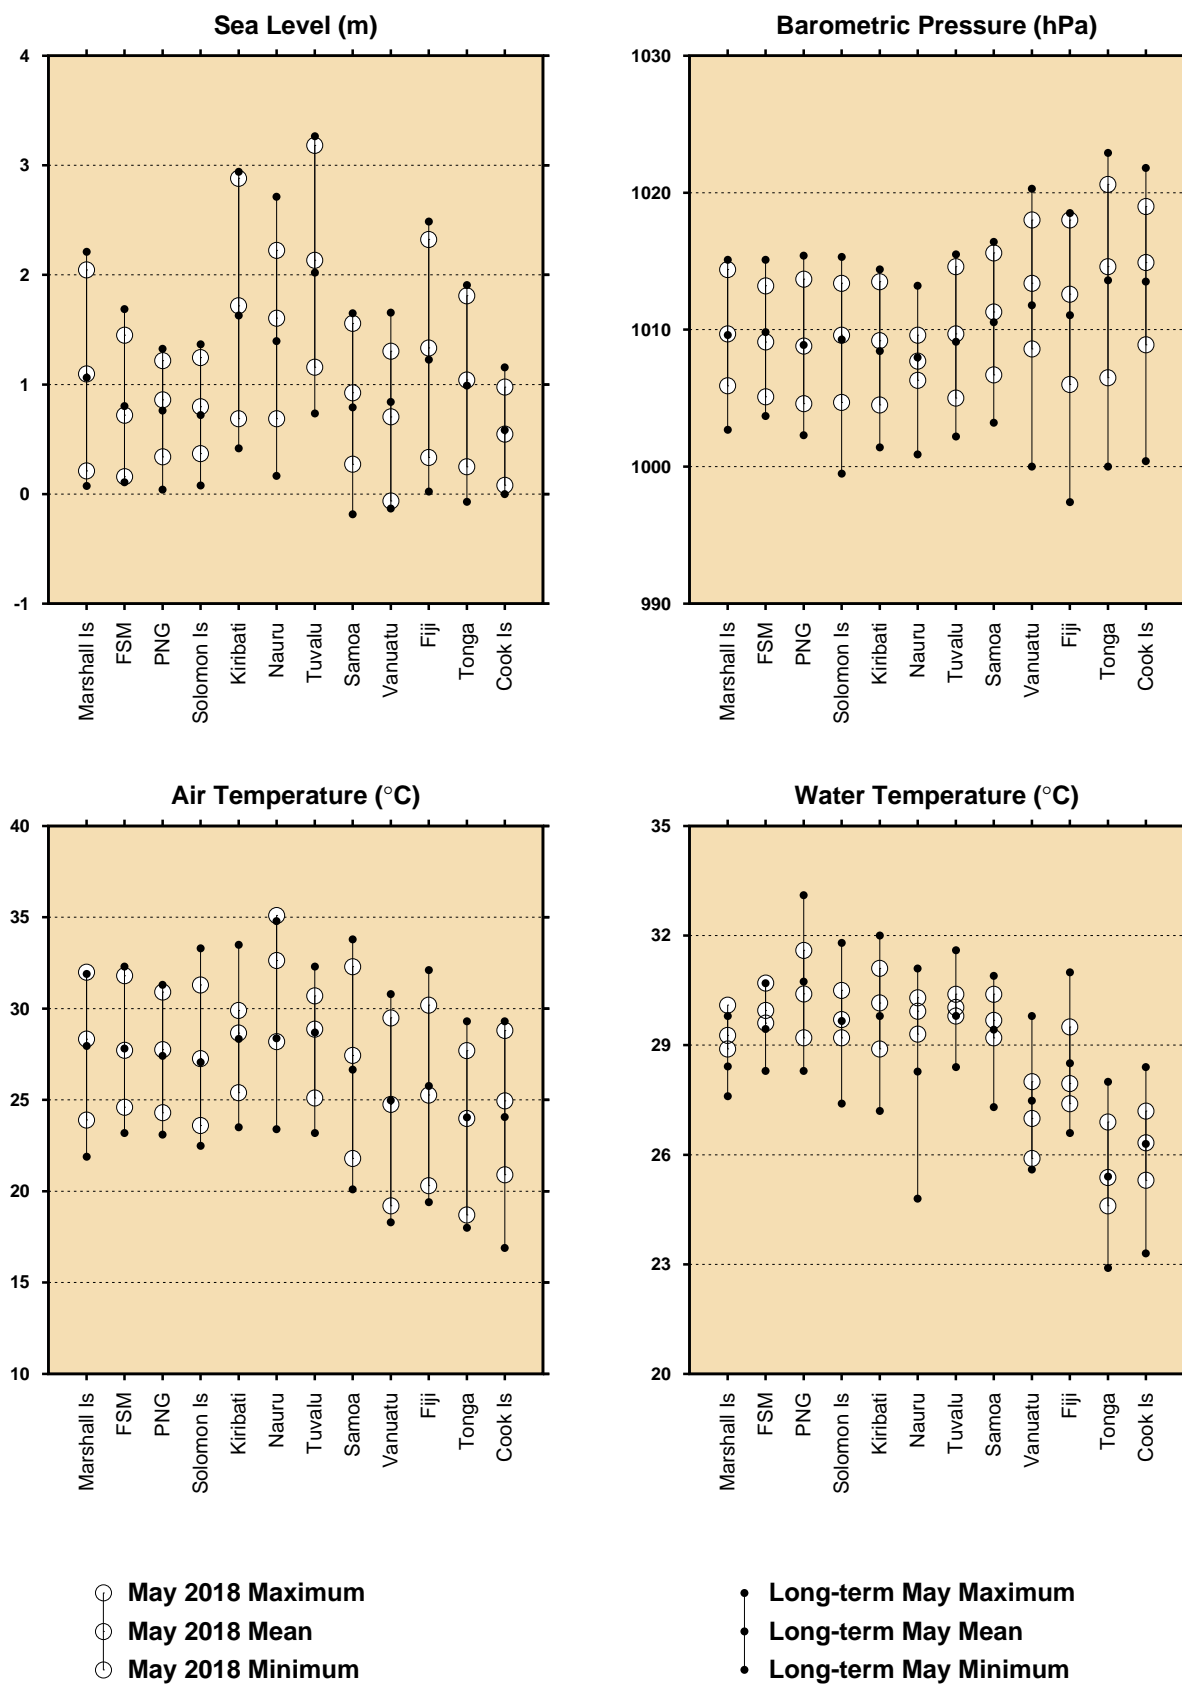 Sea Level (m)
4
3
2
1
0
-1
Marshall Is
FSM
PNG
Solomon Is
Kiribati
Nauru
Tuvalu
Samoa
Vanuatu
Fiji
Tonga
Cook Is
Barometric Pressure (hPa)
1030
1020
1010
1000
990
Marshall Is
FSM
PNG
Solomon Is
Kiribati
Nauru
Tuvalu
Samoa
Vanuatu
Fiji
Tonga
Cook Is
Air Temperature (°C)
40
35
30
25
20
15
10
Marshall Is
FSM
PNG
Solomon Is
Kiribati
Nauru
Tuvalu
Samoa
Vanuatu
Fiji
Tonga
Cook Is
Water Temperature (°C)
35
32
29
26
23
20
Marshall Is
FSM
PNG
Solomon Is
Kiribati
Nauru
Tuvalu
Samoa
Vanuatu
Fiji
Tonga
Cook Is
May 2018 Maximum
May 2018 Mean
May 2018 Minimum
Long-term May Maximum
Long-term May Mean
Long-term May Minimum